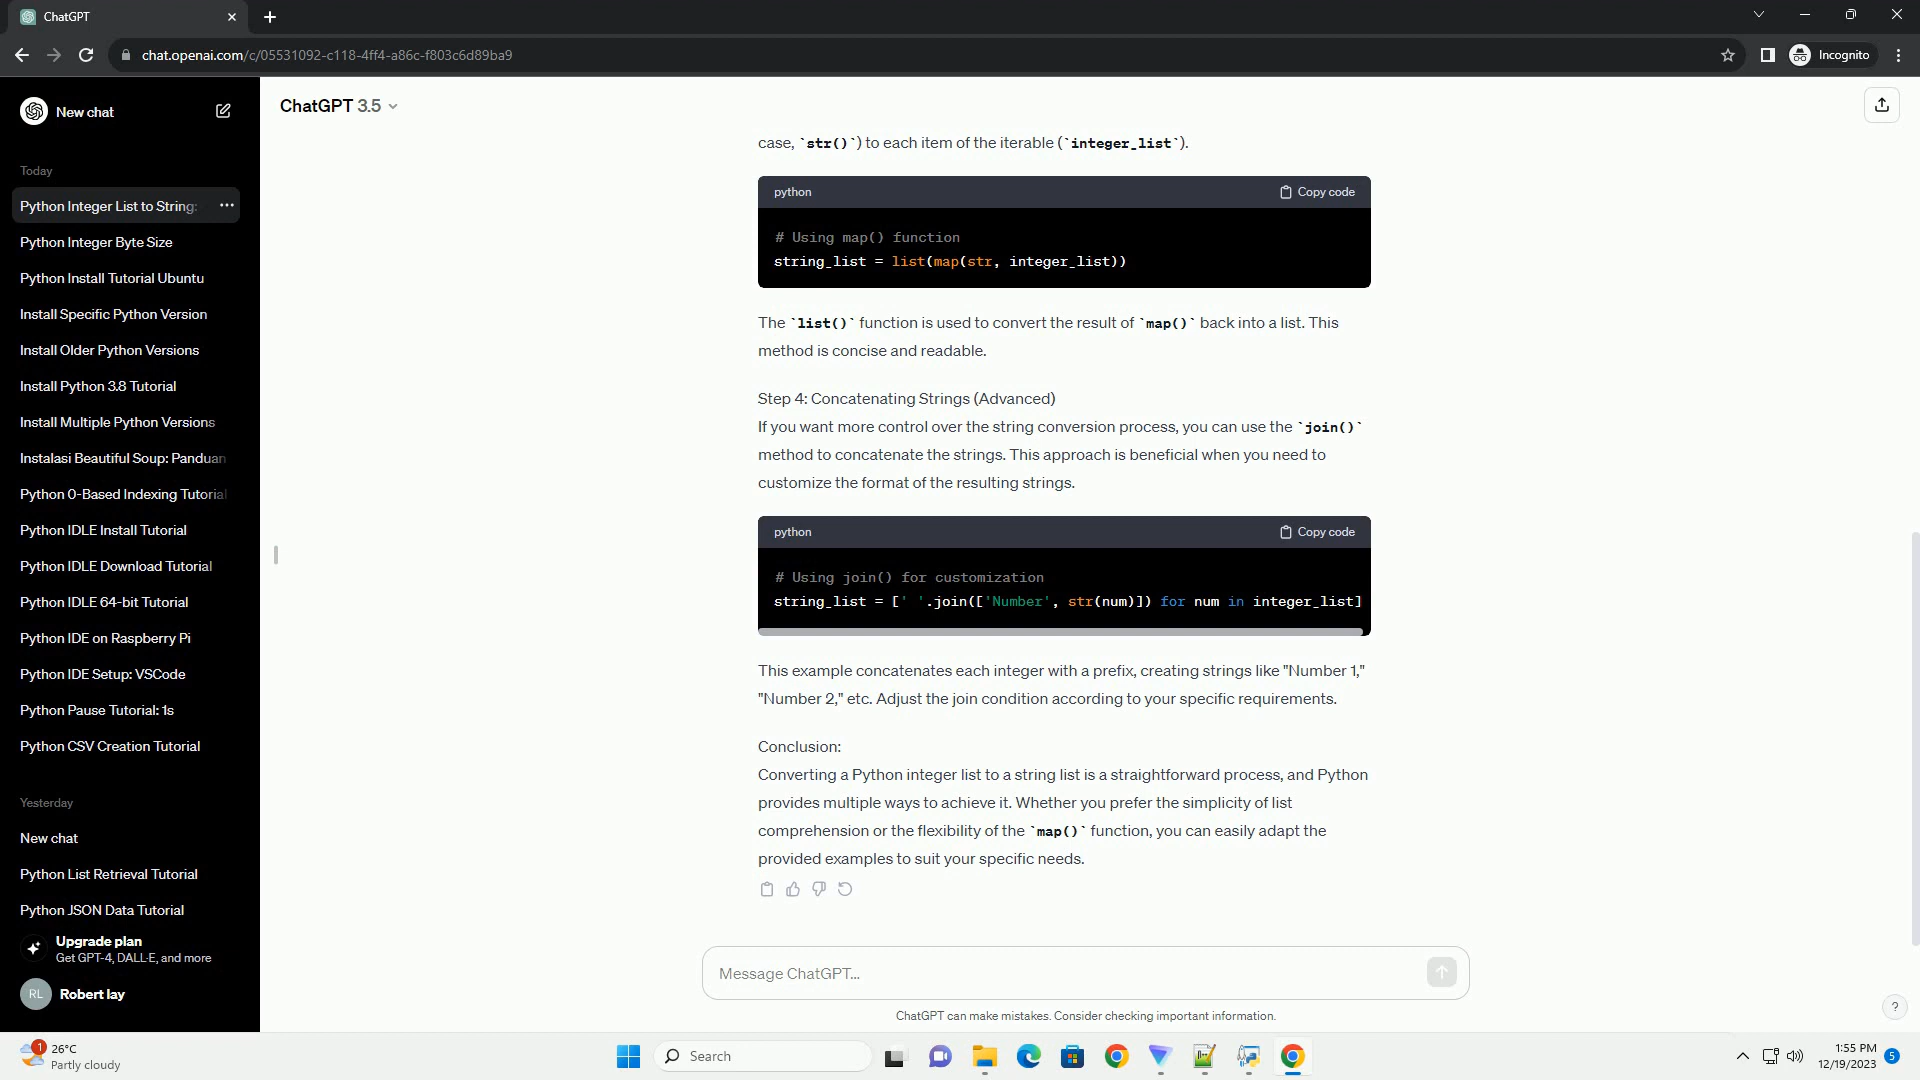 ChatGPT
chat.openai.com/c/05531092-c118-4ff4-a86c-f803c6d89ba9
Incognito
New chat
Today
Python Integer List to String:
Python Integer Byte Size
Python Install Tutorial Ubuntu
Install Specific Python Version
Install Older Python Versions
Install Python 3.8 Tutorial
Install Multiple Python Versions
Instalasi Beautiful Soup: Panduan
Python 0-Based Indexing Tutorial
Python IDLE Install Tutorial
Python IDLE Download Tutorial
Python IDLE 64-bit Tutorial
Python IDE on Raspberry Pi
Python IDE Setup: VSCode
Python Pause Tutorial: 1s
Python CSV Creation Tutorial
Yesterday
New chat
Python List Retrieval Tutorial
Python JSON Data Tutorial
Upgrade plan
Get GPT-4, DALL·E, and more
RL
Robert lay
ChatGPT 3.5
case, `str()`) to each item of the iterable (`integer_list`).
python
Copy code
# Using map() function
string_list = list(map(str, integer_list))
The `list()` function is used to convert the result of `map()` back into a list. This
method is concise and readable.
Step 4: Concatenating Strings (Advanced)
If you want more control over the string conversion process, you can use the `join()`
method to concatenate the strings. This approach is beneficial when you need to
customize the format of the resulting strings.
python
Copy code
# Using join() for customization
string_list = [' '.join(['Number', str(num)]) for num in integer_list]
This example concatenates each integer with a prefix, creating strings like "Number 1,"
"Number 2," etc. Adjust the join condition according to your specific requirements.
Conclusion:
Converting a Python integer list to a string list is a straightforward process, and Python
provides multiple ways to achieve it. Whether you prefer the simplicity of list
comprehension or the flexibility of the `map()` function, you can easily adapt the
provided examples to suit your specific needs.
Message ChatGPT...
ChatGPT can make mistakes. Consider checking important information.
?
1
26°C
Partly cloudy
Search
1:55 PM
12/19/2023
5